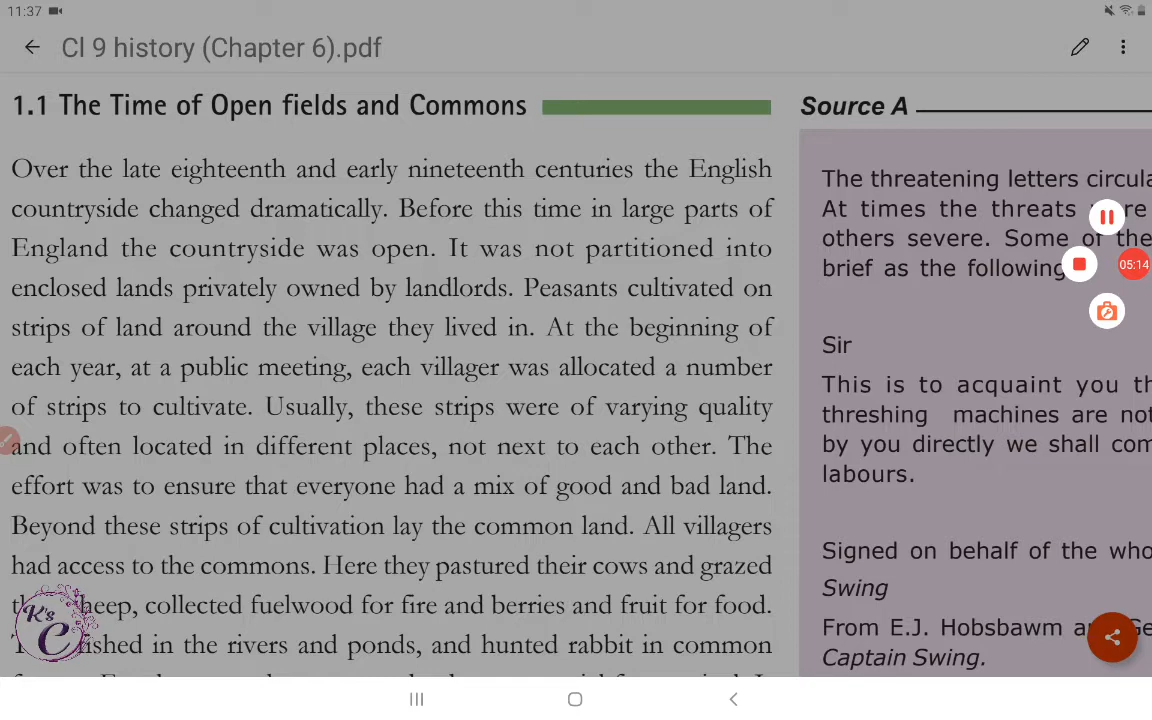 11:37
Cl 9 history (Chapter 6).pdf
1.1 The Time of Open fields and Commons
Over the late eighteenth and early nineteenth centuries the English
countryside changed dramatically. Before this time in large parts of
England the countryside was open. It was not partitioned into
enclosed lands privately owned by landlords. Peasants cultivated on
strips of land around the village they lived in. At the beginning of
each year, at a public meeting, each villager was allocated a number
of strips to cultivate. Usually, these strips were of varying quality
and often located in different places, not next to each other. The
effort was to ensure that everyone had a mix of good and bad land.
Beyond these strips of cultivation lay the common land. All villagers
had access to the commons. Here they pastured their cows and grazed
sheep, collected fuelwood for fire and berries and fruit for food.
fished in the rivers and ponds, and hunted rabbit in common
K's C
Source A
The threatening letters
At times the threats
others severe. Some of
brief as the following
Sir
This is to acquaint you
threshing machines are
by you directly we shall
labours.
Signed on behalf of the
Swing
From E.J. Hobsbawm
Captain Swing.
05:14